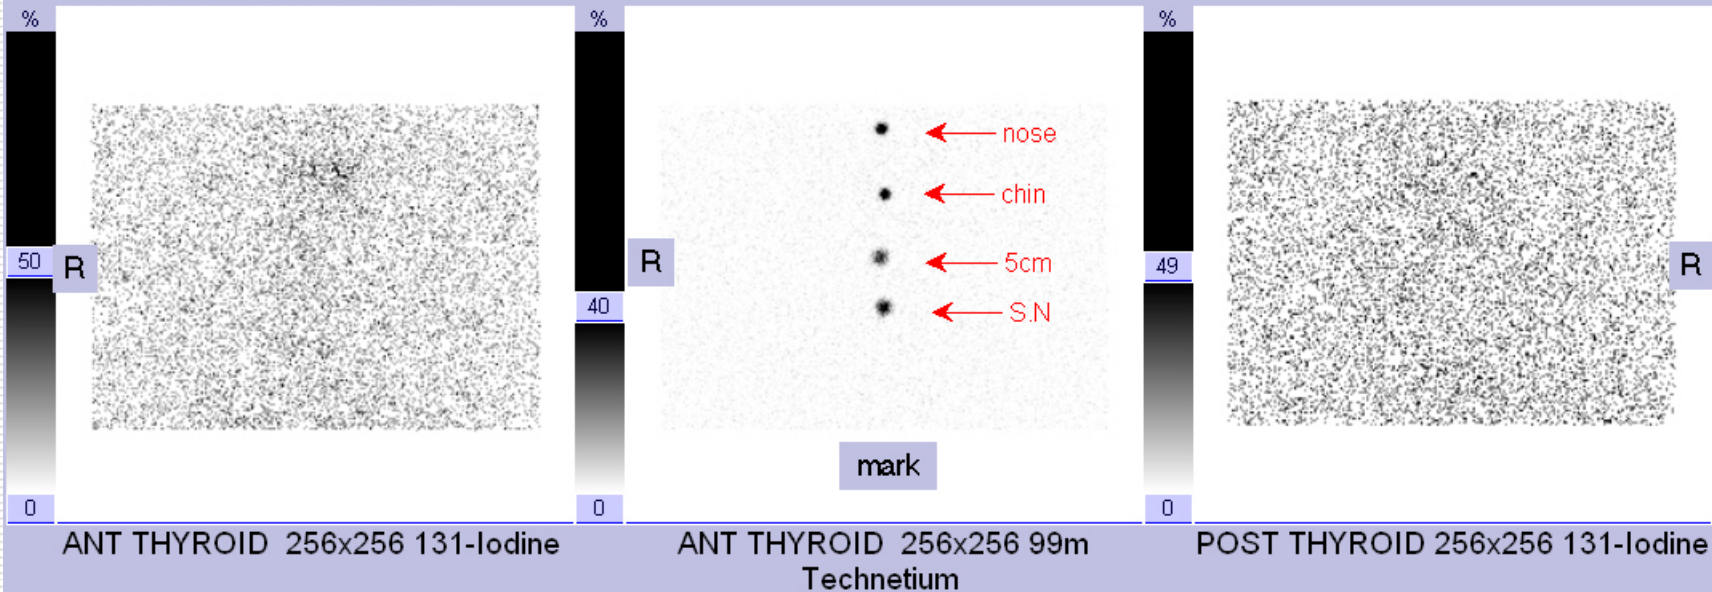 %
%
%
nose
chin
50
R
R
5cm
49
R
40
S.N
mark
0
0
0
ANT THYROID 256x256 131-Iodine
ANT THYROID 256x256 99m
Technetium
POST THYROID 256x256 131-Iodine